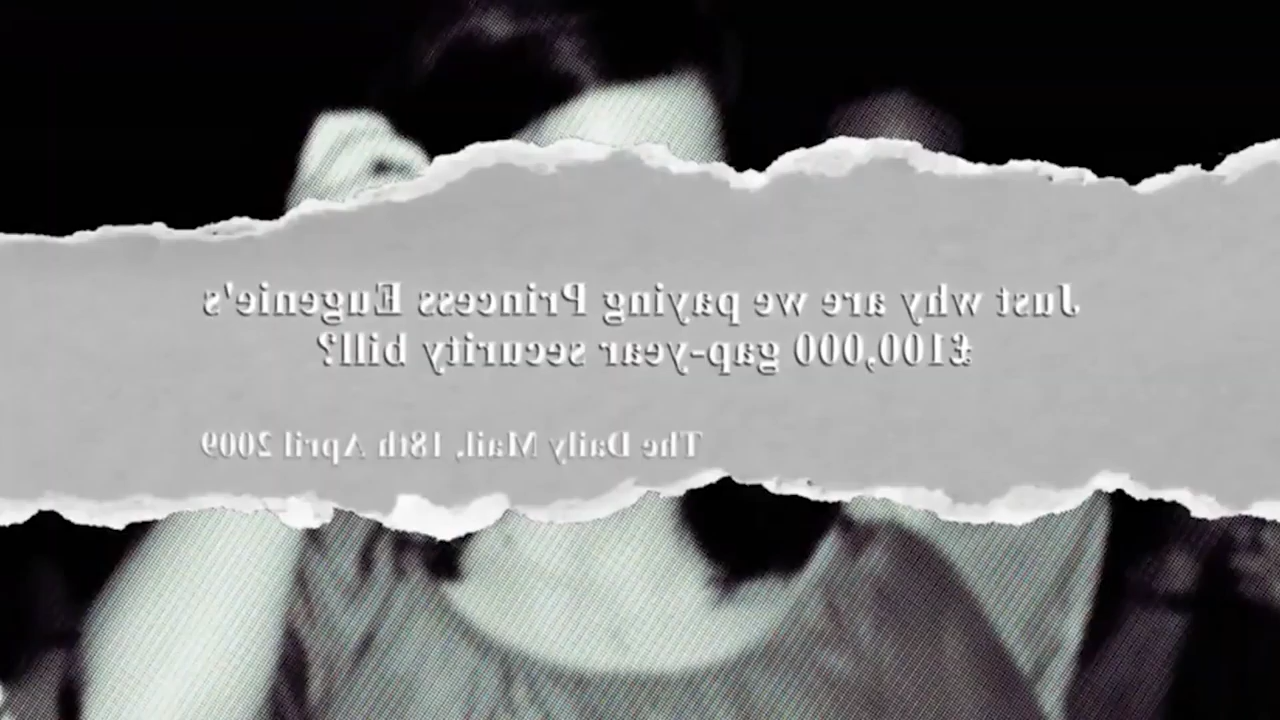 Just why are we paying Princess Eugenie's
£100,000 gap-year security bill?
The Daily Mail, 18th April 2009